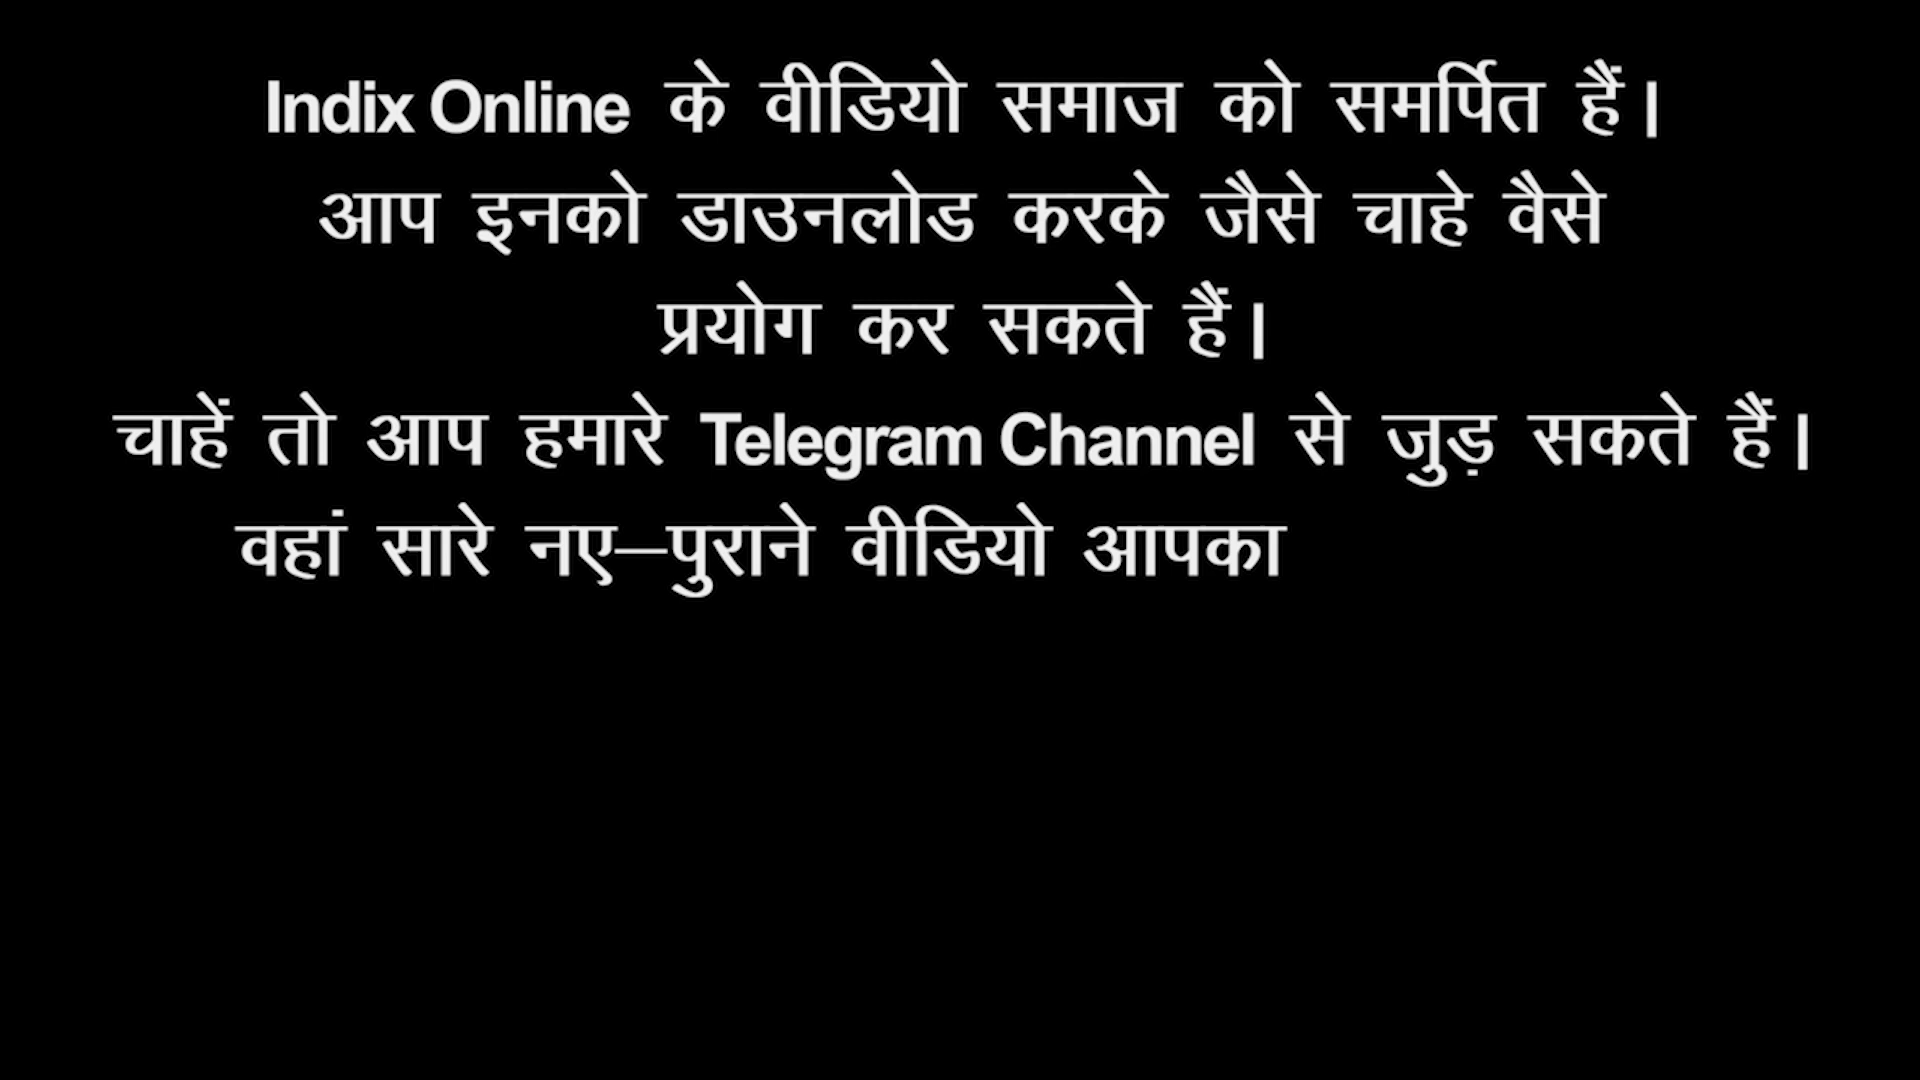 Indix Online के वीडियो समाज को समर्पित हैं।
आप इनको डाउनलोड करके जैसे चाहे वैसे
प्रयोग कर सकते हैं।
चाहें तो आप हमारे Telegram Channel से जुड़ सकते हैं।
वहां सारे नए–पुराने वीडियो आपका